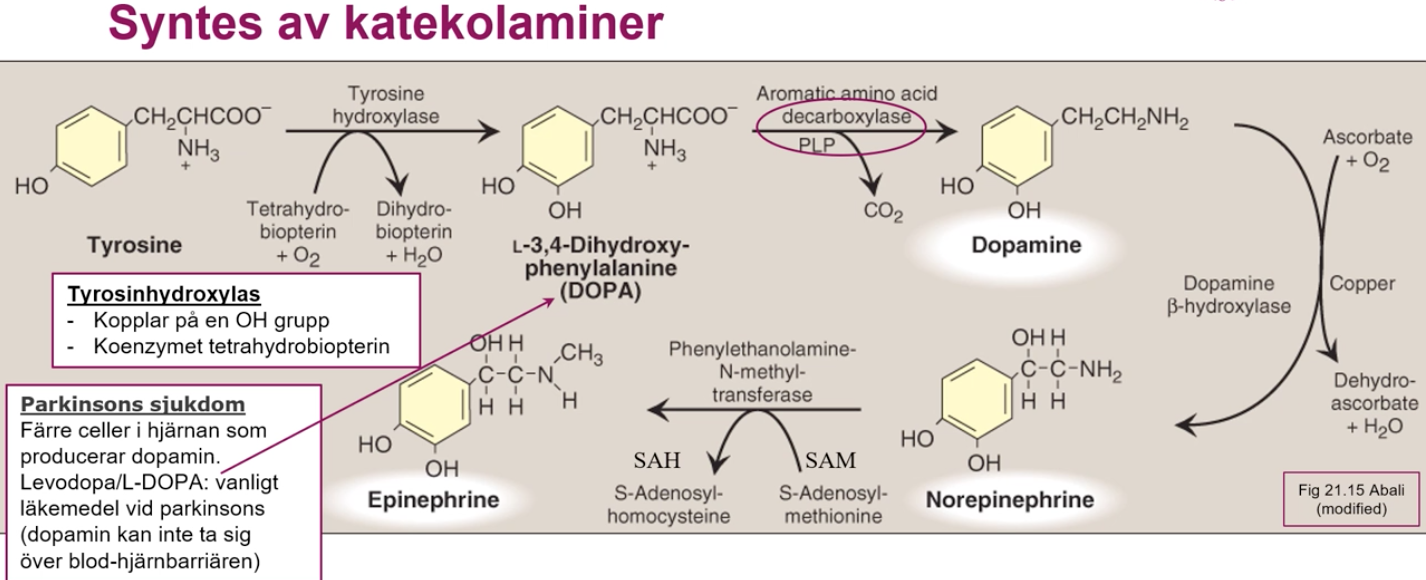 Syntes av katekolaminer
CH₂CHCOO⁻
NH₃
+
HO
Tyrosine
Tyrosine
hydroxylase
Tetrahydro-
biopterin
+ O₂
Dihydro-
biopterin
+ H₂O
CH₂CHCOO⁻
NH₃
+
HO
OH
L-3,4-Dihydroxy-
phenylalanine
(DOPA)
Aromatic amino acid
decarboxylase
PLP
CO₂
CH₂CH₂NH₂
HO
OH
Dopamine
Ascorbate
+ O₂
Dopamine
β-hydroxylase
Copper
Dehydro-
ascorbate
+ H₂O
Tyrosinhydroxylas
- Kopplar på en OH grupp
- Koenzymet tetrahydrobiopterin
Parkinsons sjukdom
Färre celler i hjärnan som
producerar dopamin.
Levodopa/L-DOPA: vanligt
läkemedel vid parkinsons
(dopamin kan inte ta sig
över blod-hjärnbarriären)
OH H
CH₃
C-C-N
H H H
HO
OH
Epinephrine
Phenylethanolamine-
N-methyl-
transferase
SAH
SAM
S-Adenosyl-
homocysteine
S-Adenosyl-
methionine
OH H
C-C-NH₂
H H
HO
OH
Norepinephrine
Fig 21.15 Abali
(modified)